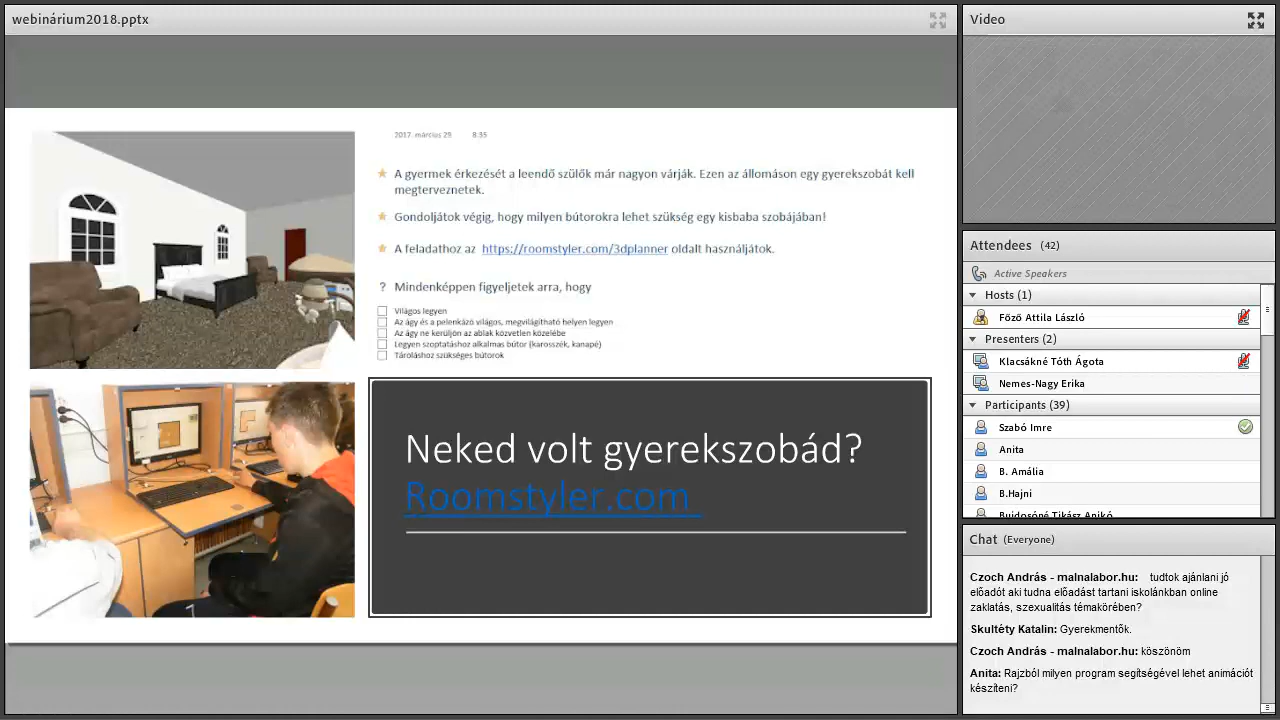 webinárium2018.pptx
2017. március 29 8:35
A gyermek érkezését a leendő szülők már nagyon várják. Ezen az állomáson egy gyerekszobát kell
megterveznetek.
Gondoljátok végig, hogy milyen bútorokra lehet szükség egy kisbaba szobájában!
A feladathoz az https://roomstyler.com/3dplanner oldalt használjátok.
? Mindenképpen figyeljetek arra, hogy
Világos legyen
Az ágy és a pelenkázó világos, megvilágítható helyen legyen
Az ágy ne kerüljön az ablak közvetlen közelébe
Legyen szoptatáshoz alkalmas bútor (karosszék, kanapé)
Tároláshoz szükséges bútorok
Neked volt gyerekszobád?
Roomstyler.com
Video
Attendees (42)
Active Speakers
Hosts (1)
Főző Attila László
Presenters (2)
Klacsákné Tóth Ágota
Nemes-Nagy Erika
Participants (39)
Szabó Imre
Anita
B. Amália
B.Hajni
Bujdosóné Tikász Anikó
Chat (Everyone)
Czoch András - malnalabor.hu: tudtok ajánlani jó
előadót aki tudna előadást tartani iskolánkban online
zaklatás, szexualitás témakörében?
Skultéty Katalin: Gyerekmentők.
Czoch András - malnalabor.hu: köszönöm
Anita: Rajzból milyen program segítségével lehet animációt
készíteni?